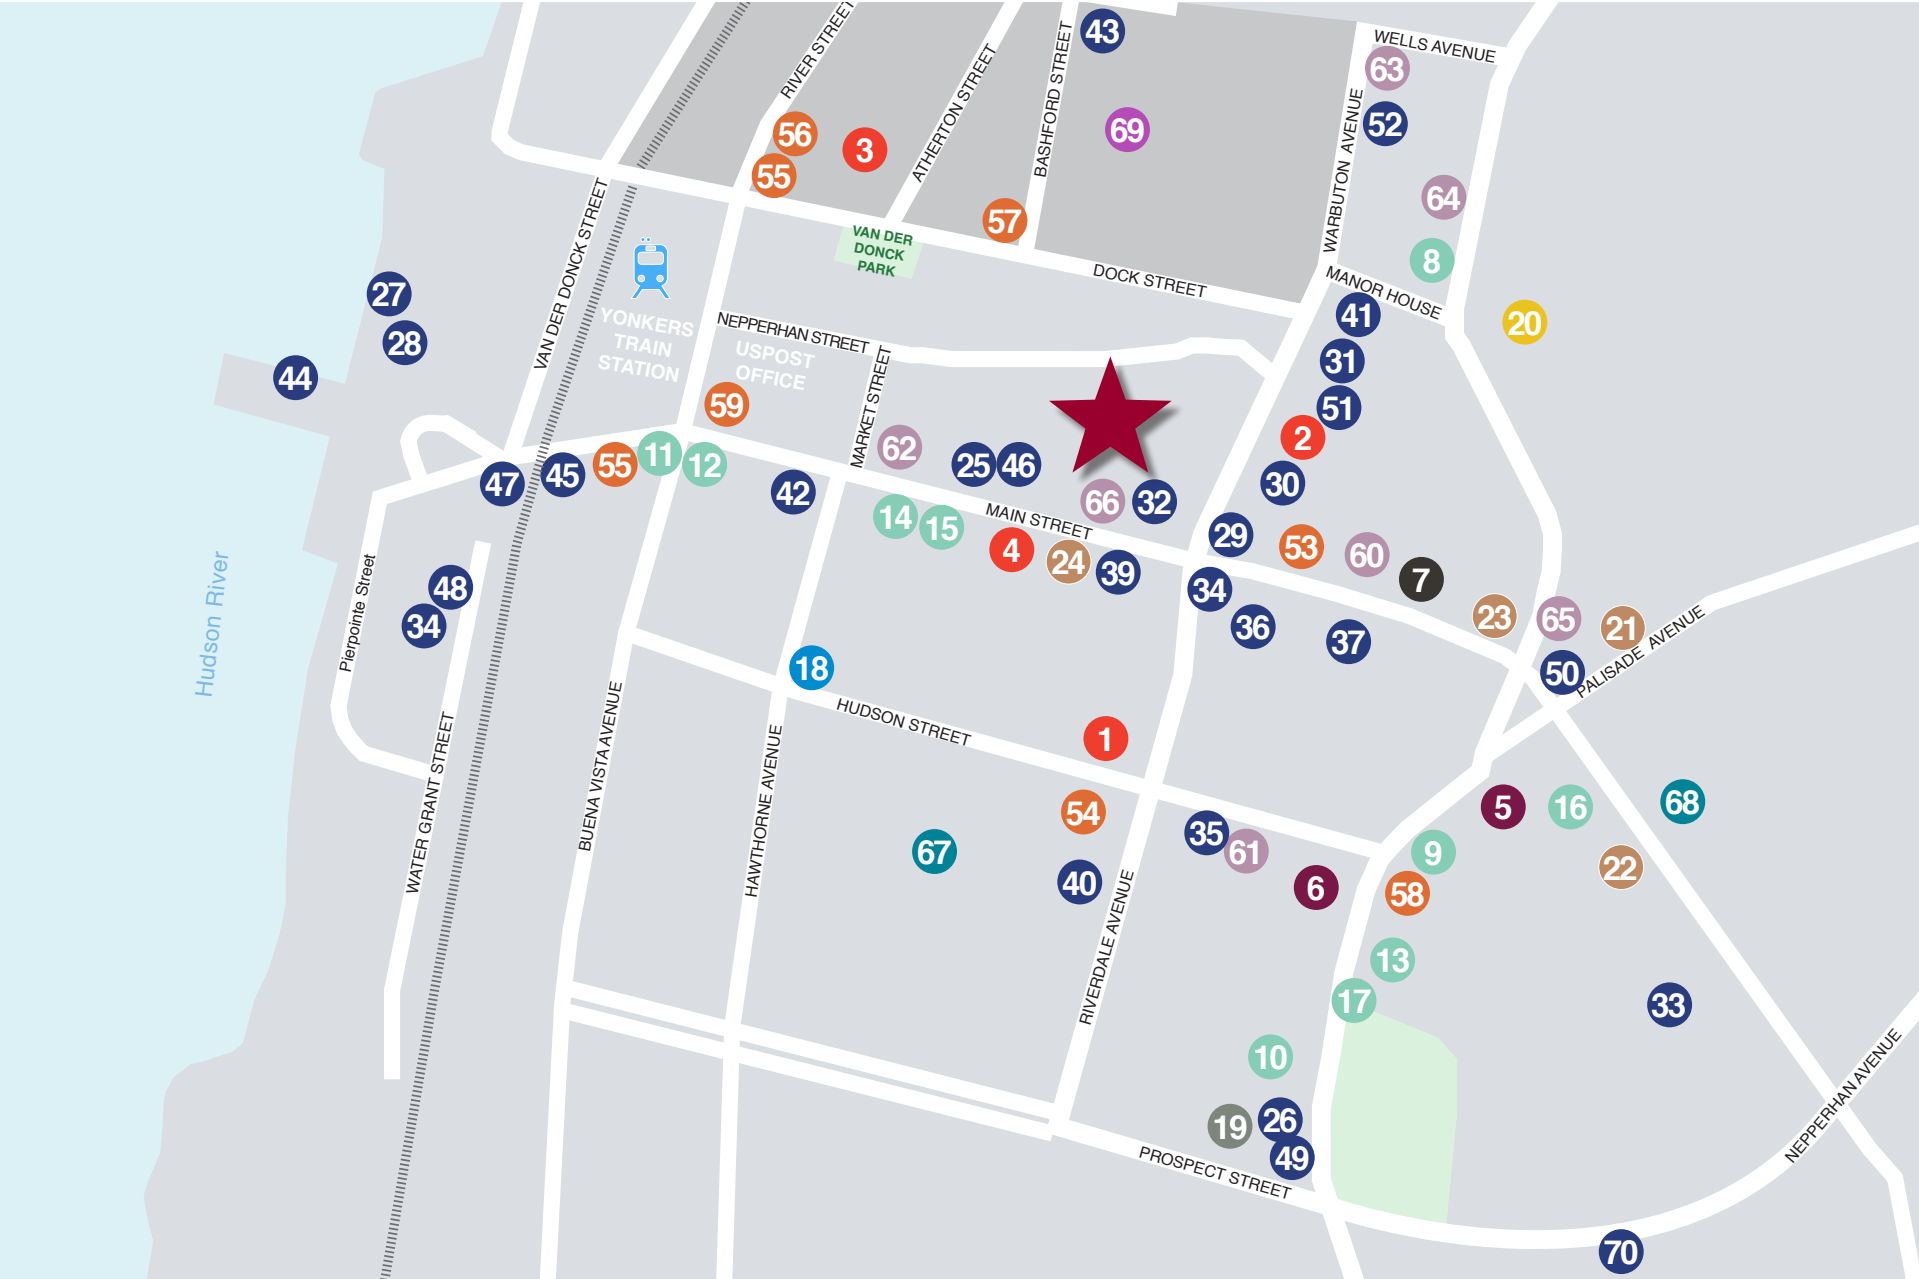 43
WELLS AVENUE
RIVER STREET
63
ATHERTON STREET
BASHFORD STREET
WARBUTON AVENUE
56
3
69
52
55
57
64
VAN DER DONCK STREET
VAN DER
DONCK
PARK
8
DOCK STREET
MANOR HOUSE
27
28
44
41
20
YONKERS
TRAIN
STATION
NEPPERHAN STREET
USPOST
OFFICE
MARKET STREET
31
51
59
2
62
47
45
55
11
12
42
25
46
66
32
30
14
15
MAIN STREET
4
24
39
29
53
60
7
Hudson River
Pierpointe Street
48
34
34
36
37
23
65
21
50
PALISADE AVENUE
18
HUDSON STREET
1
WATER GRANT STREET
BUENA VISTA AVENUE
HAWTHORNE AVENUE
54
67
40
35
61
6
5
16
68
9
22
58
RIVERDALE AVENUE
13
17
33
10
19
26
49
PROSPECT STREET
NEPPERHAN AVENUE
70